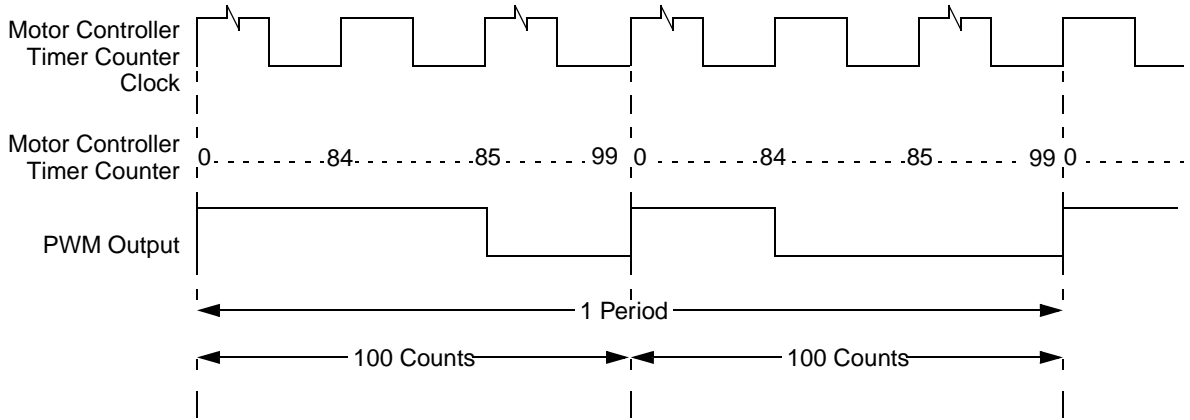 Motor Controller
Timer Counter
Clock
Motor Controller
Timer Counter
0 84 85 99 0 84 85 99 0
PWM Output
1 Period
100 Counts 100 Counts